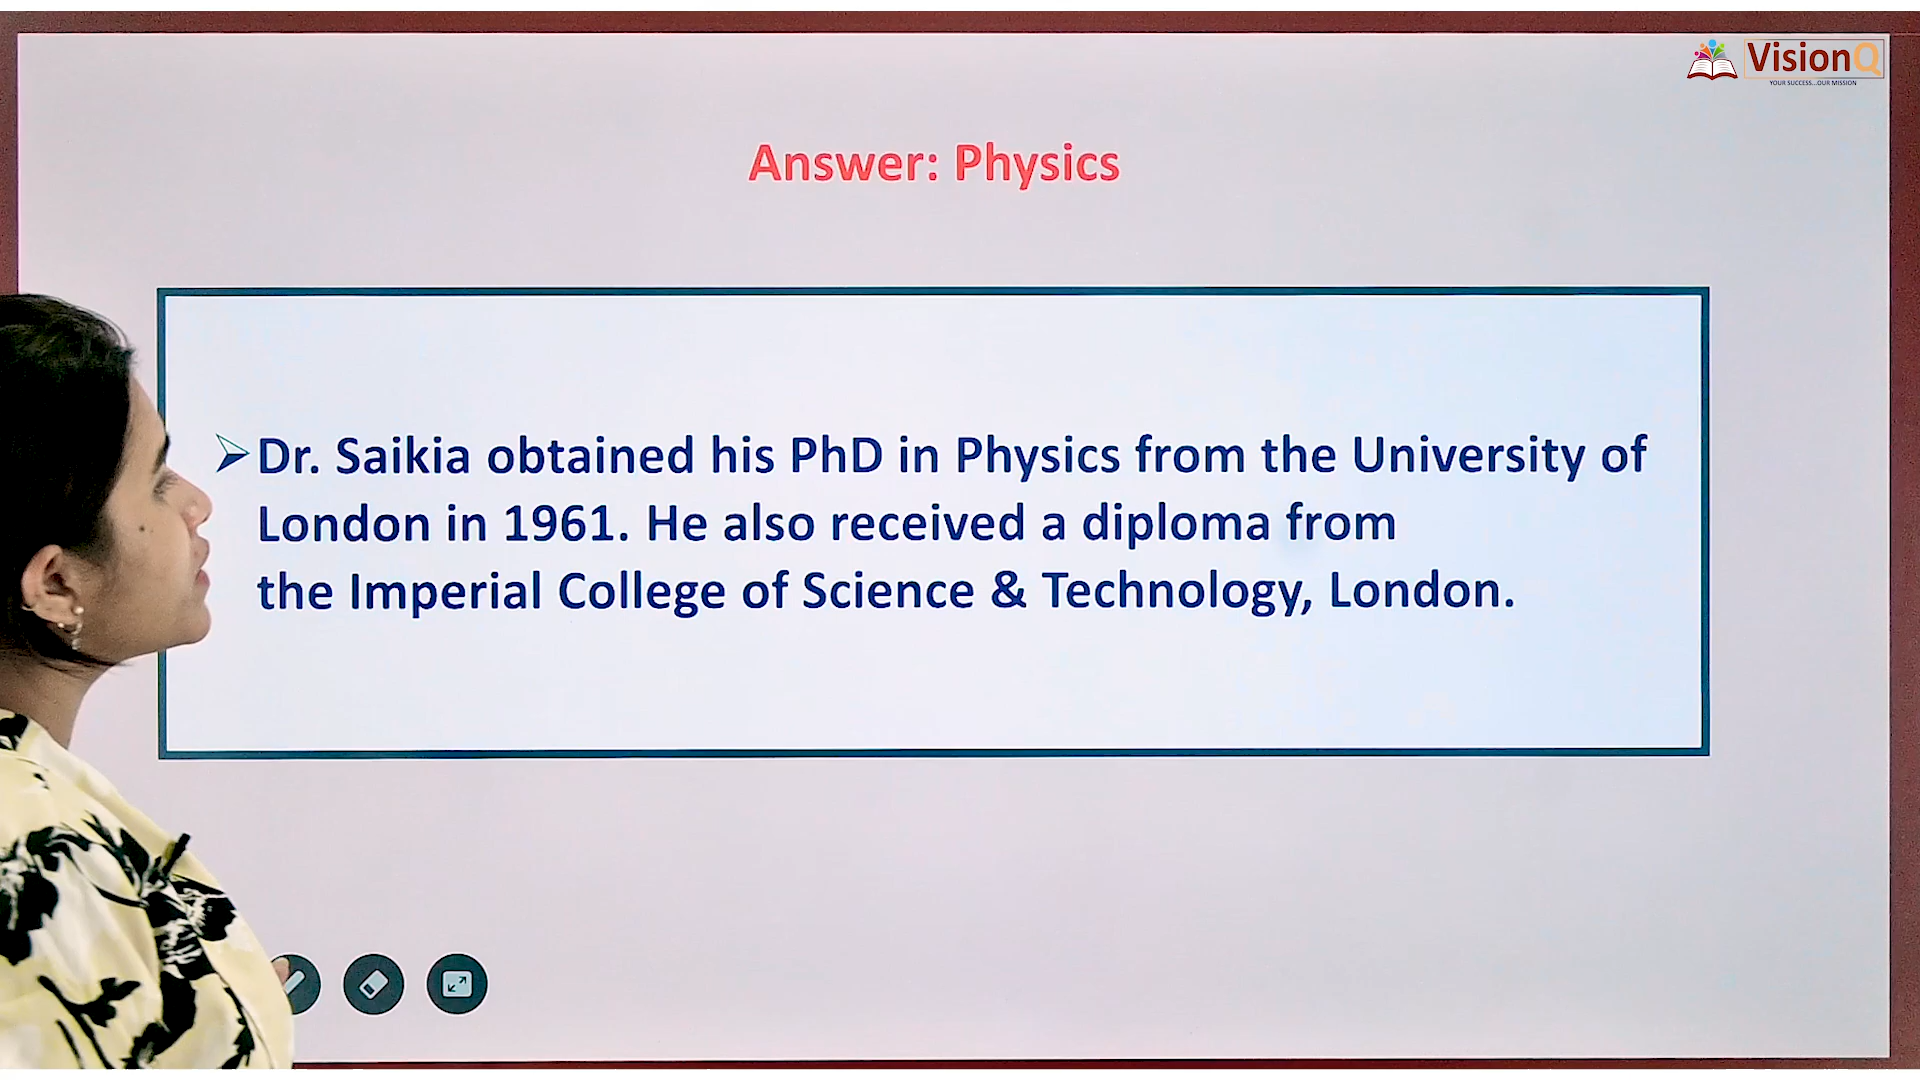 VisionQ
YOUR SUCCESS...OUR MISSION
Answer: Physics
Dr. Saikia obtained his PhD in Physics from the University of
London in 1961. He also received a diploma from
the Imperial College of Science & Technology, London.